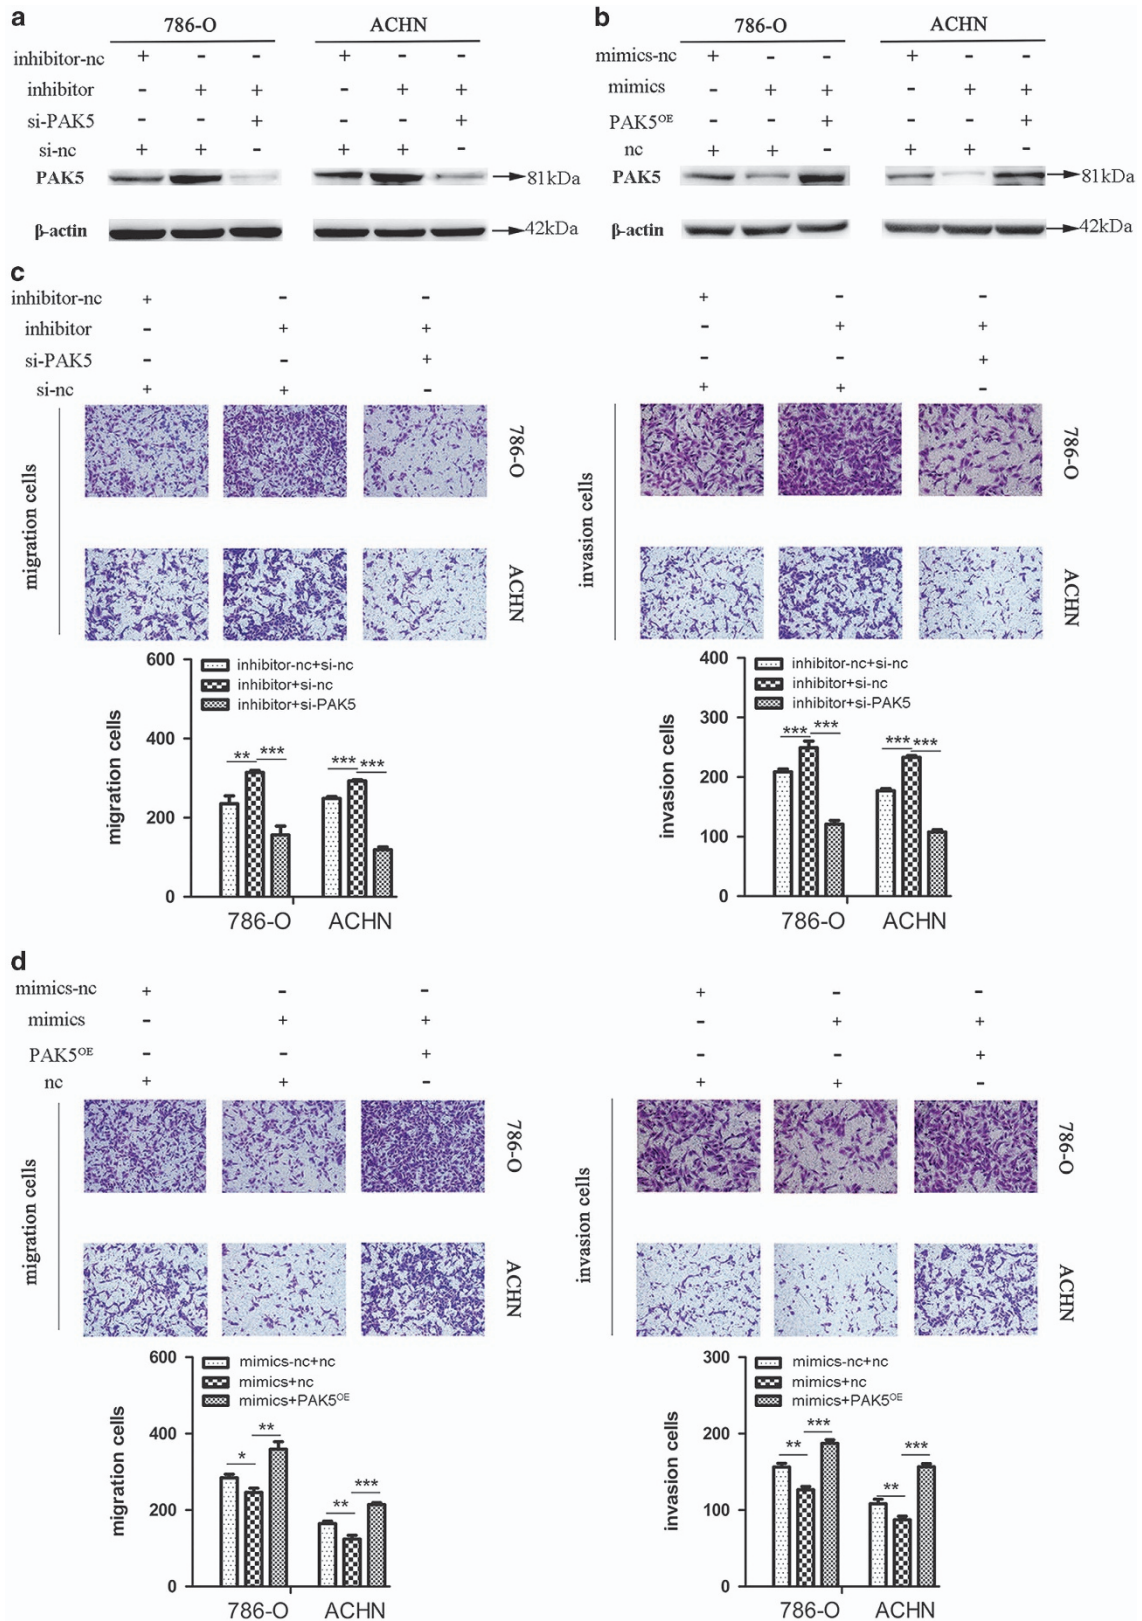 a
786-O ACHN
inhibitor-nc + - - + - -
inhibitor - + + - + +
si-PAK5 - - + - - +
si-nc + + - + + -
PAK5 81kDa
β-actin 42kDa
b
786-O ACHN
mimics-nc + - - + - -
mimics - + + - + +
PAK5OE - - + - - +
nc + + - + + -
PAK5 81kDa
β-actin 42kDa
c
inhibitor-nc + - - + - -
inhibitor - + + - + +
si-PAK5 - - + - - +
si-nc + + - + + -
migration cells
786-O
ACHN
invasion cells
786-O
ACHN
migration cells
600
400
200
0
inhibitor-nc+si-nc
inhibitor+si-nc
inhibitor+si-PAK5
** *** *** ***
786-O ACHN
invasion cells
400
300
200
100
0
inhibitor-nc+si-nc
inhibitor+si-nc
inhibitor+si-PAK5
*** *** *** ***
786-O ACHN
d
mimics-nc + - - + - -
mimics - + + - + +
PAK5OE - - + - - +
nc + + - + + -
migration cells
786-O
ACHN
invasion cells
786-O
ACHN
migration cells
600
400
200
0
mimics-nc+nc
mimics+nc
mimics+PAK5OE
* ** ** ***
786-O ACHN
invasion cells
300
200
100
0
mimics-nc+nc
mimics+nc
mimics+PAK5OE
** *** ** ***
786-O ACHN